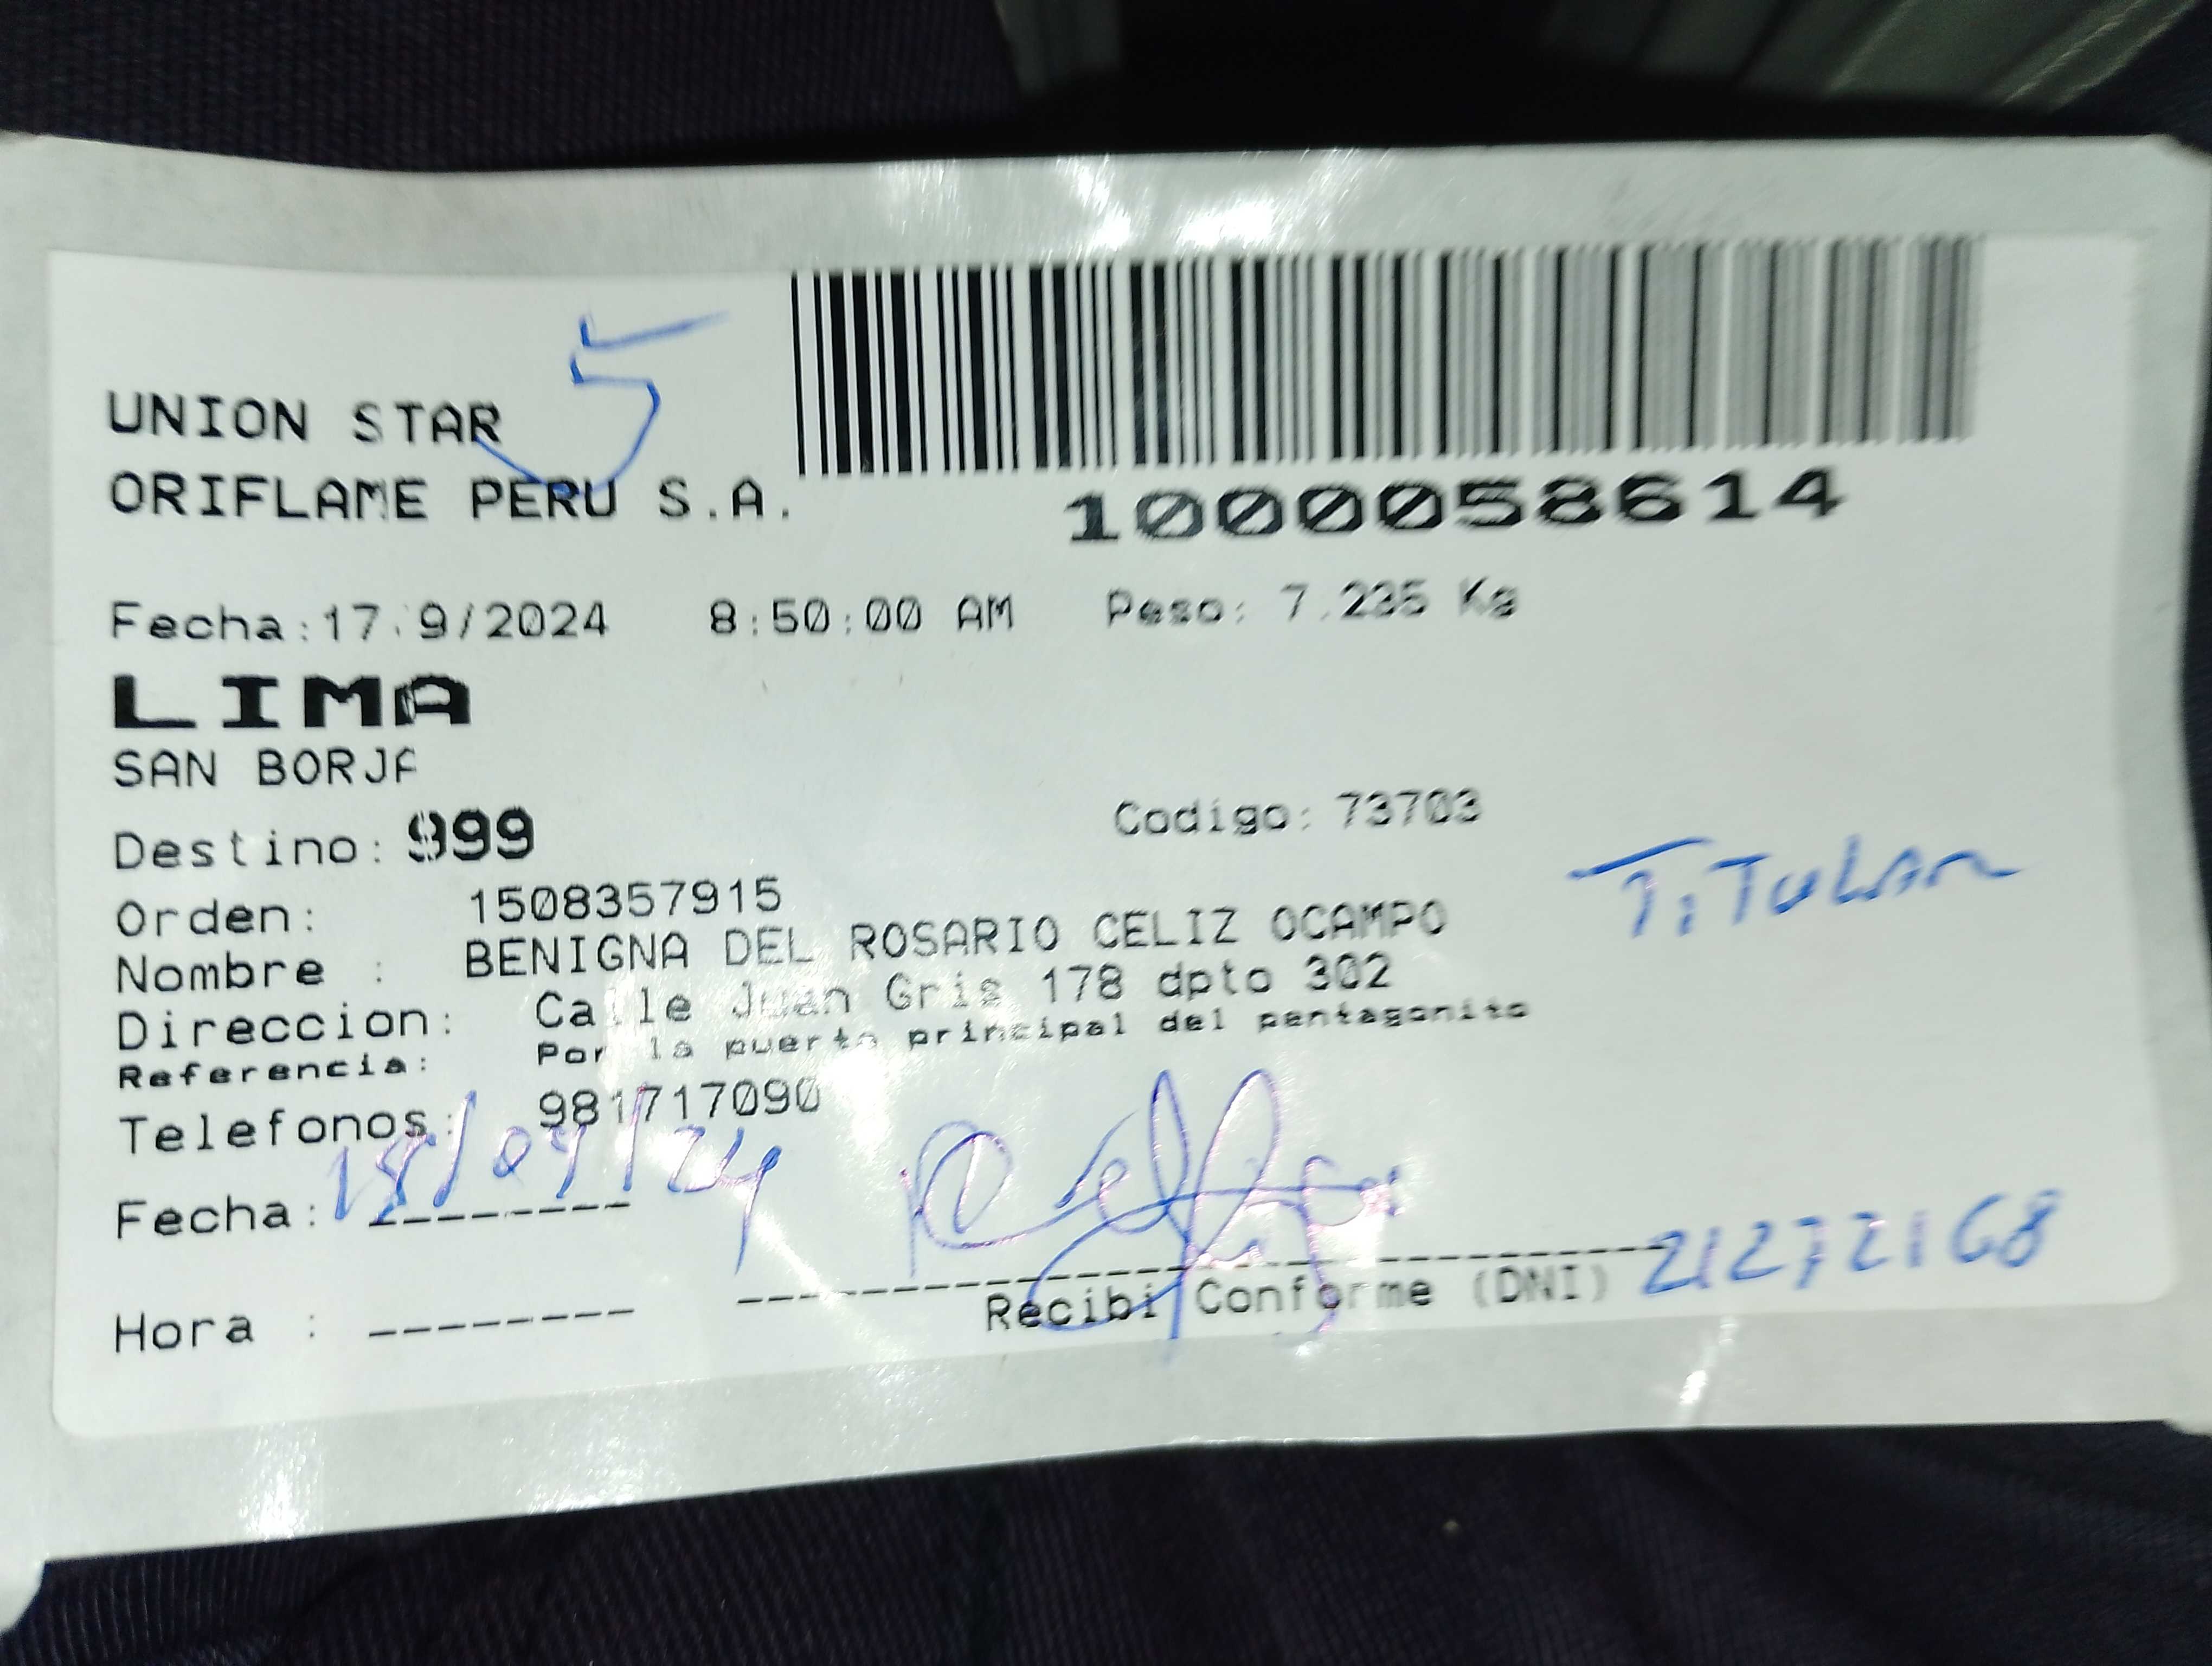 5
UNION STAR
ORIFLAME PERU S.A.
1000058614
Fecha:17/9/2024 8:50:00 AM Peso: 7.235 Kg
LIMA
SAN BORJA
Destino: 999 Codigo: 73703
Orden: 1508357915
TiTULAR
Nombre : BENIGNA DEL ROSARIO CELIZ OCAMPO
Direccion: Calle Juan Gris 178 dpto 302
Referencia: Por la puerta principal del pentagonito
Telefonos: 981717090
Fecha: 18/09/24
21272168
Hora : Recibi Conforme (DNI)